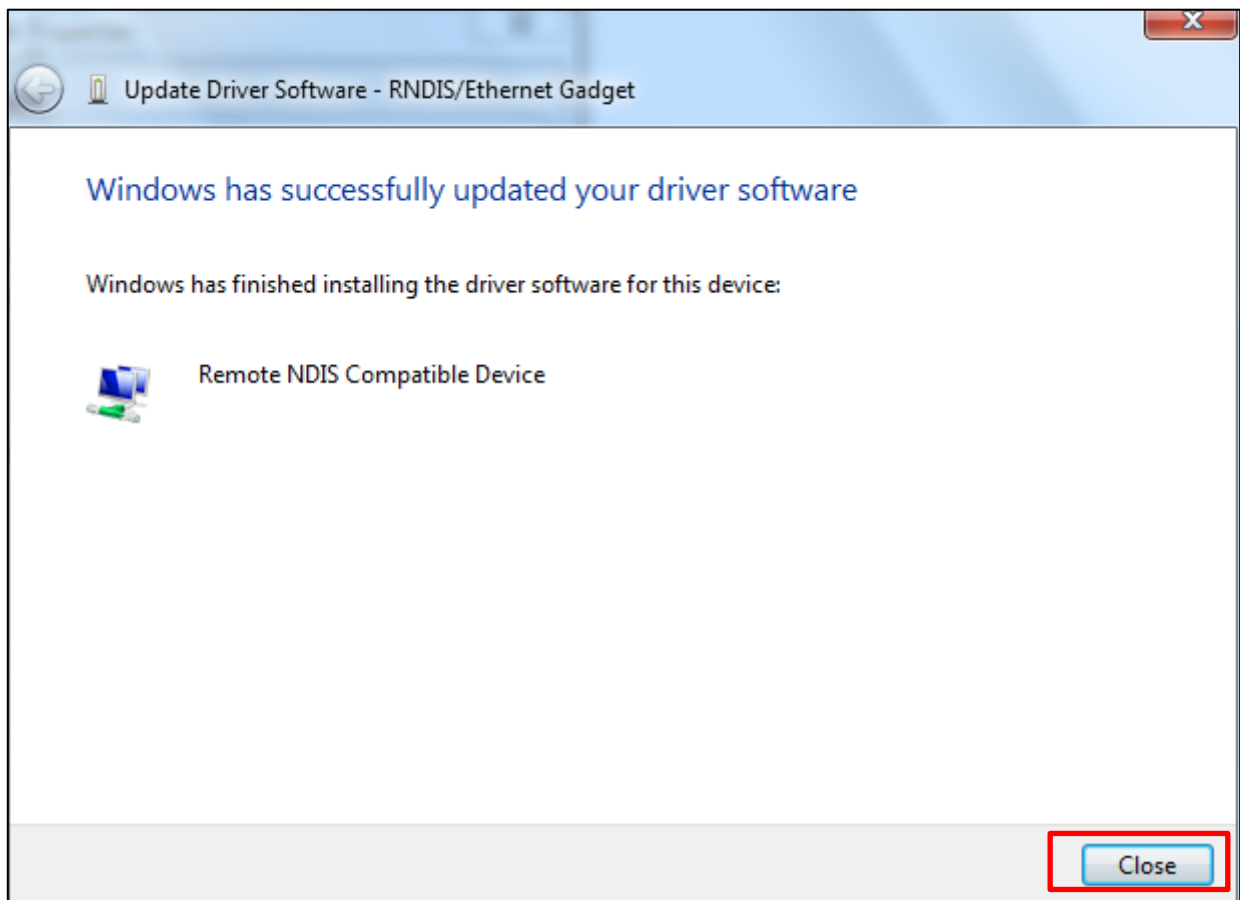 Update Driver Software - RNDIS/Ethernet Gadget
Windows has successfully updated your driver software
Windows has finished installing the driver software for this device:
Remote NDIS Compatible Device
Close